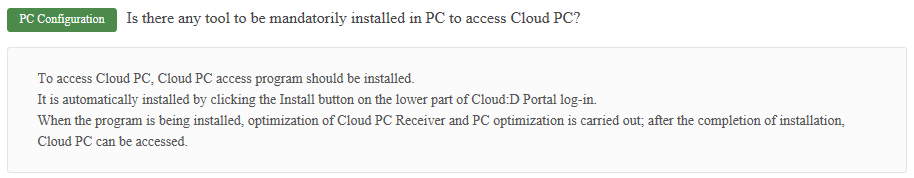 PC Configuration Is there any tool to be mandatorily installed in PC to access Cloud PC?
To access Cloud PC, Cloud PC access program should be installed.
It is automatically installed by clicking the Install button on the lower part of Cloud:D Portal log-in.
When the program is being installed, optimization of Cloud PC Receiver and PC optimization is carried out; after the completion of installation,
Cloud PC can be accessed.